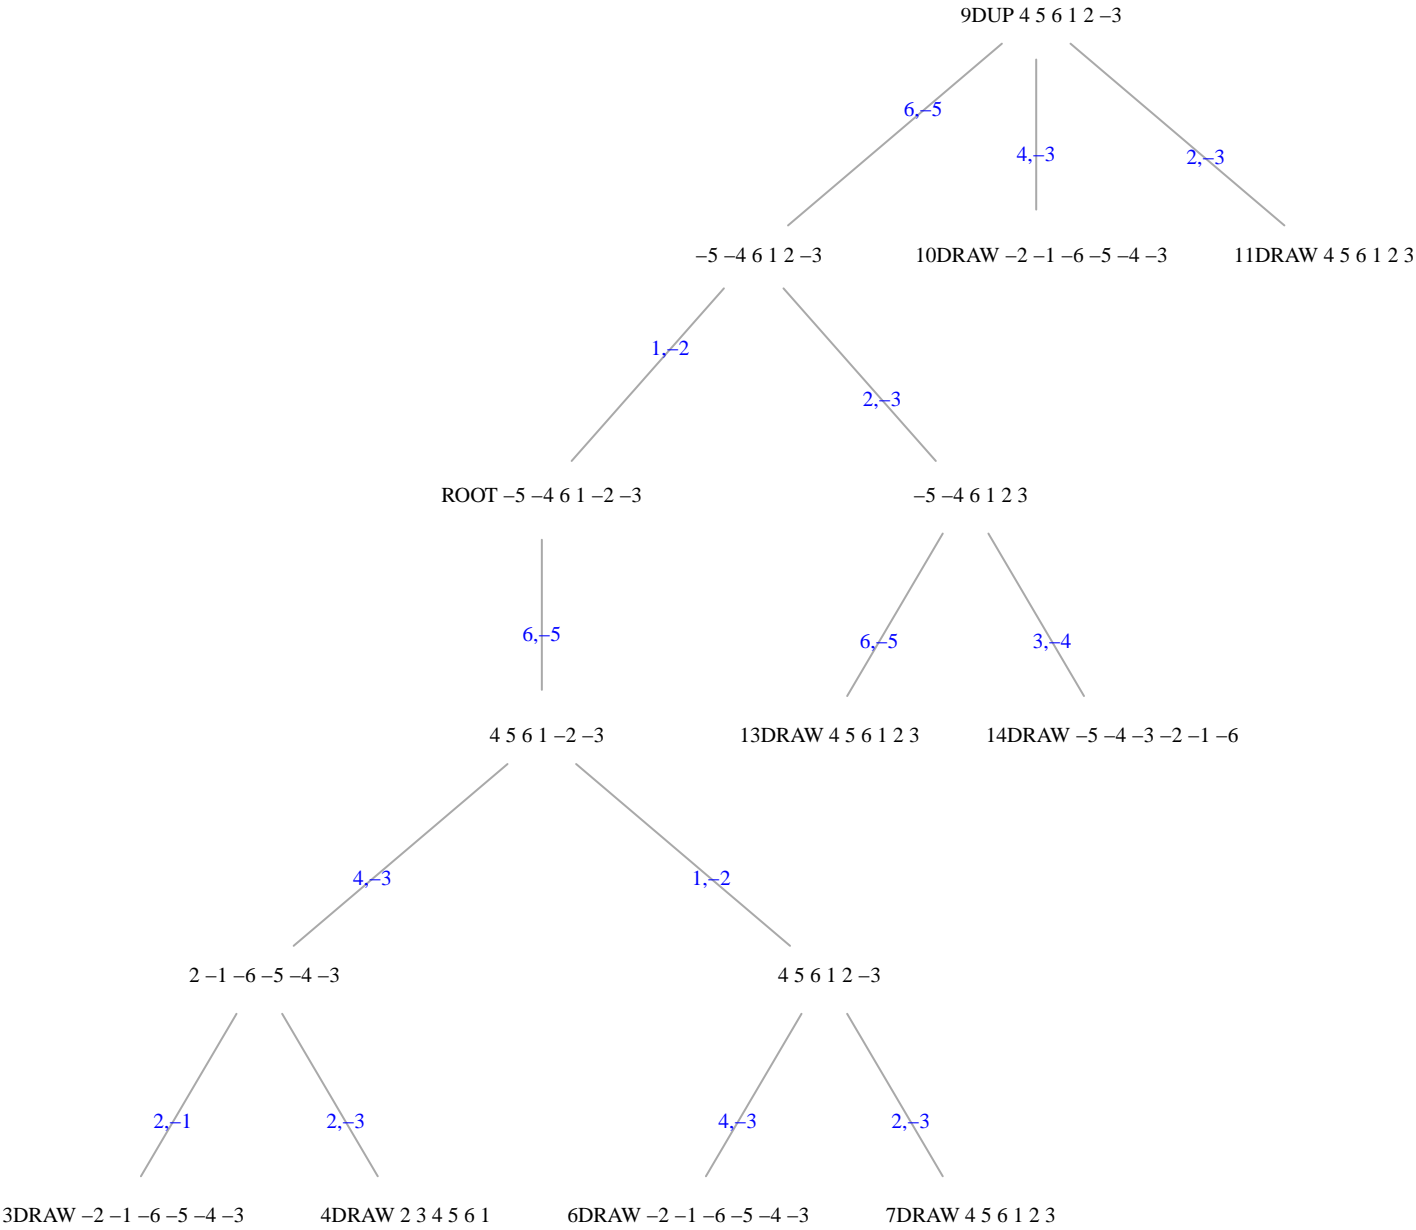 9DUP 4 5 6 1 2 –3
6,–5
4,–3
2,–3
–5 –4 6 1 2 –3
10DRAW –2 –1 –6 –5 –4 –3
11DRAW 4 5 6 1 2 3
1,–2
2,–3
ROOT –5 –4 6 1 –2 –3
–5 –4 6 1 2 3
6,–5
6,–5
3,–4
4 5 6 1 –2 –3
13DRAW 4 5 6 1 2 3
14DRAW –5 –4 –3 –2 –1 –6
4,–3
1,–2
2 –1 –6 –5 –4 –3
4 5 6 1 2 –3
2,–1
2,–3
4,–3
2,–3
3DRAW –2 –1 –6 –5 –4 –3
4DRAW 2 3 4 5 6 1
6DRAW –2 –1 –6 –5 –4 –3
7DRAW 4 5 6 1 2 3